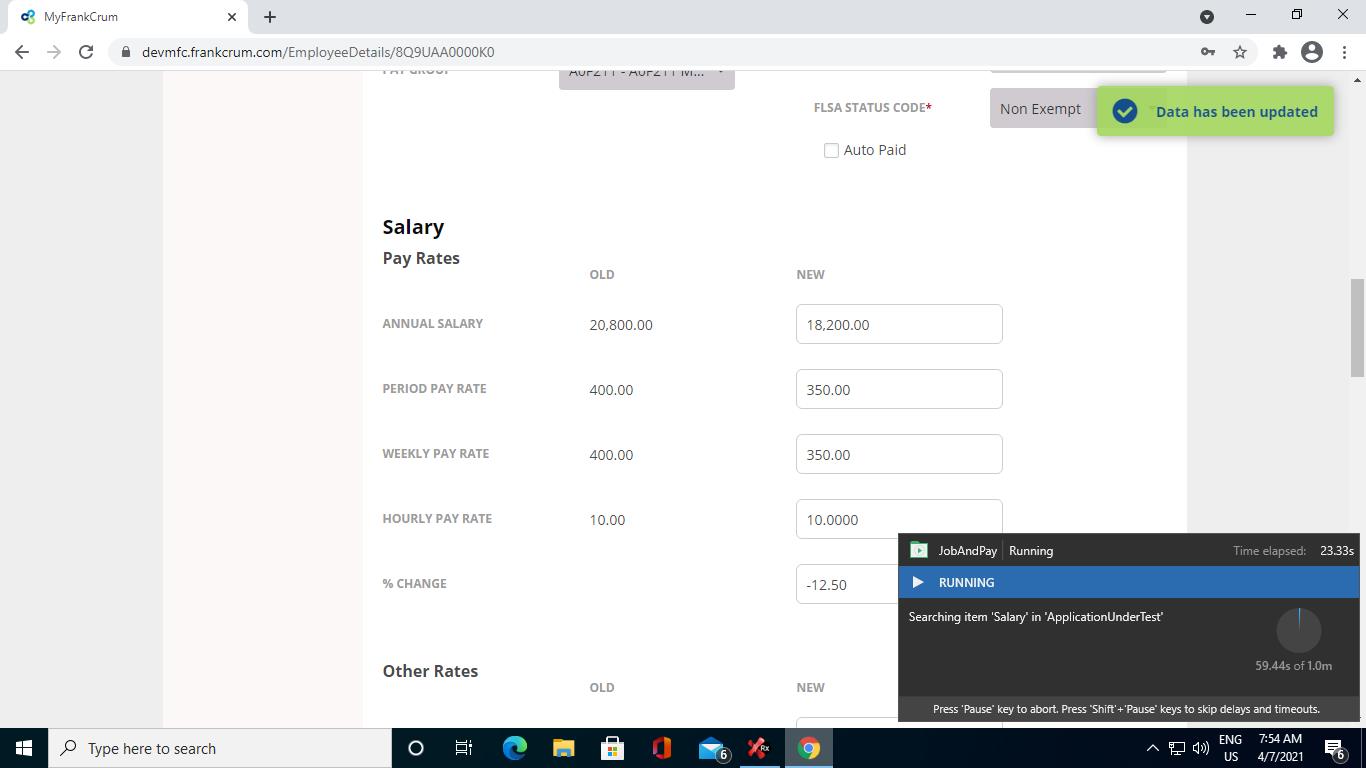 MyFrankCrum
devmfc.frankcrum.com/EmployeeDetails/8Q9UAA0000K0
PAY GROUP
A0F211 - A0F211 M...
FLSA STATUS CODE*
Non Exempt
Data has been updated
Auto Paid
Salary
Pay Rates
OLD NEW
ANNUAL SALARY 20,800.00 18,200.00
PERIOD PAY RATE 400.00 350.00
WEEKLY PAY RATE 400.00 350.00
HOURLY PAY RATE 10.00 10.0000
% CHANGE -12.50
Other Rates
OLD NEW
JobAndPay Running Time elapsed: 23.33s
RUNNING
Searching item 'Salary' in 'ApplicationUnderTest'
59.44s of 1.0m
Press 'Pause' key to abort. Press 'Shift'+'Pause' keys to skip delays and timeouts.
Type here to search
6
Rx
ENG
US
7:54 AM
4/7/2021
6